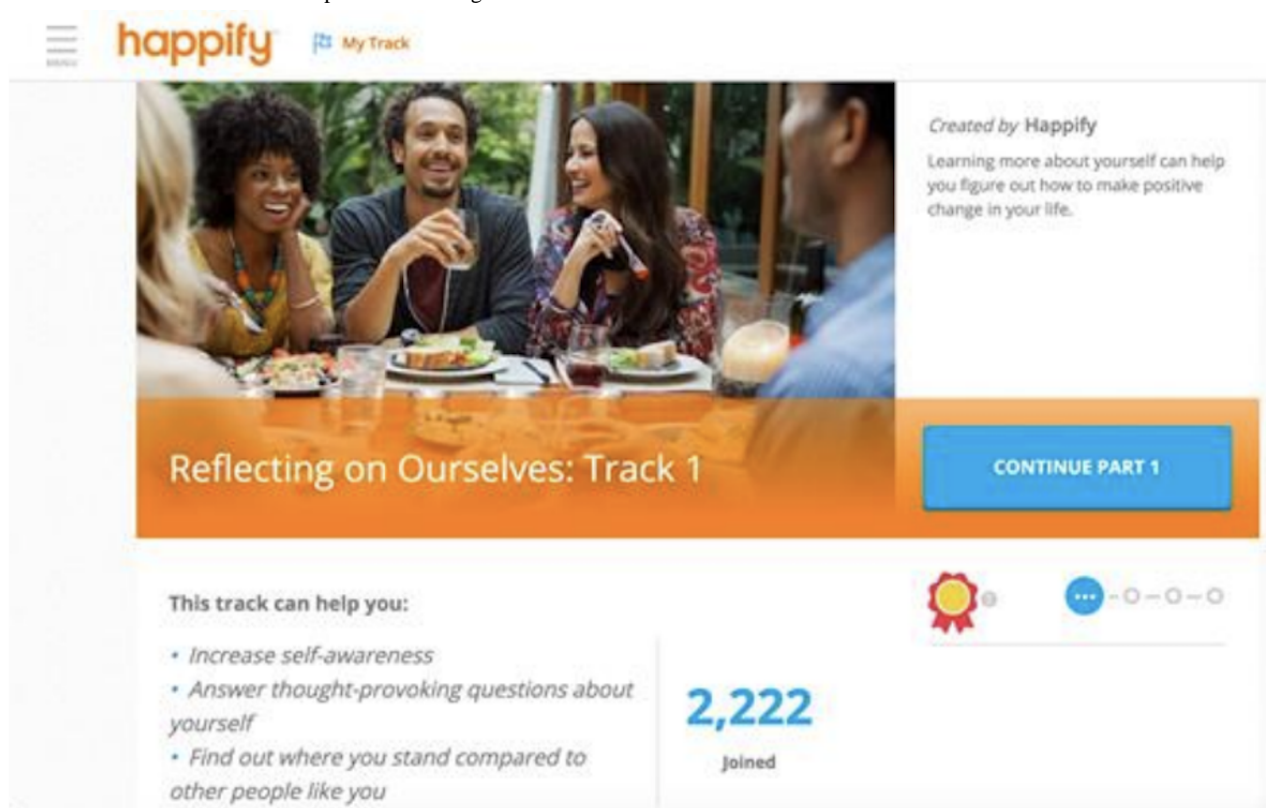 MENU
happify
My Track
Created by Happify
Learning more about yourself can help
you figure out how to make positive
change in your life.
Reflecting on Ourselves: Track 1
CONTINUE PART 1
This track can help you:
• Increase self-awareness
• Answer thought-provoking questions about
yourself
• Find out where you stand compared to
other people like you
2,222
Joined